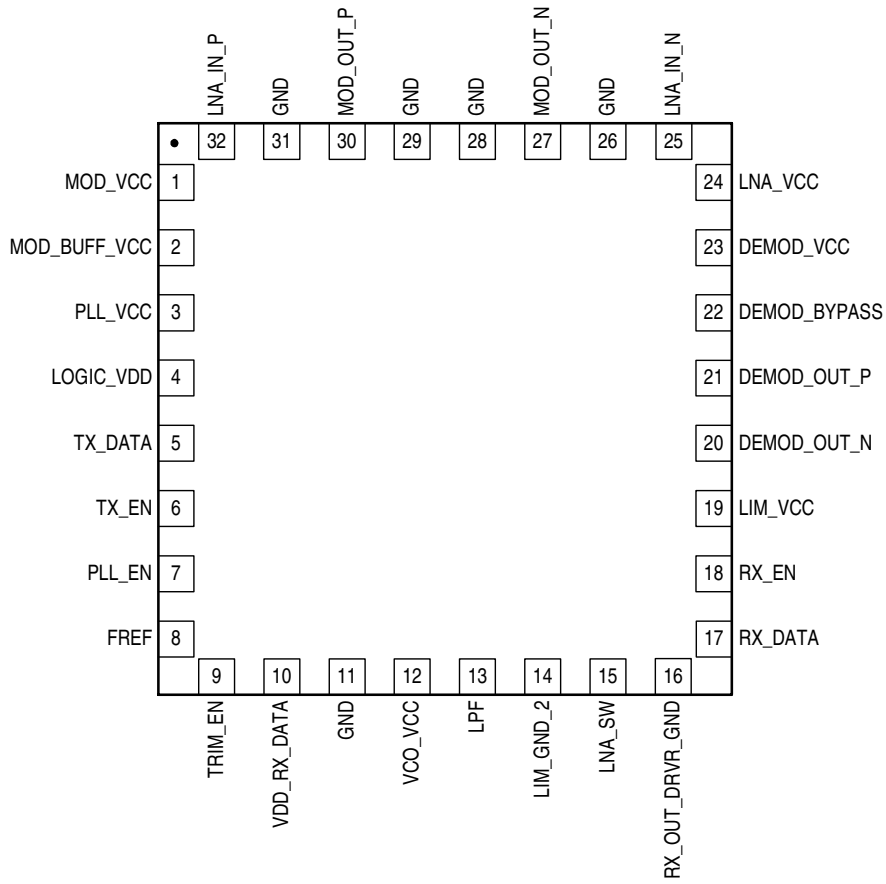 LNA_IN_P
GND
MOD_OUT_P
GND
GND
MOD_OUT_N
GND
LNA_IN_N
32 31 30 29 28 27 26 25
MOD_VCC 1
24 LNA_VCC
MOD_BUFF_VCC 2
23 DEMOD_VCC
PLL_VCC 3
22 DEMOD_BYPASS
LOGIC_VDD 4
21 DEMOD_OUT_P
TX_DATA 5
20 DEMOD_OUT_N
TX_EN 6
19 LIM_VCC
PLL_EN 7
18 RX_EN
FREF 8
17 RX_DATA
9 10 11 12 13 14 15 16
TRIM_EN
VDD_RX_DATA
GND
VCO_VCC
LPF
LIM_GND_2
LNA_SW
RX_OUT_DRVR_GND